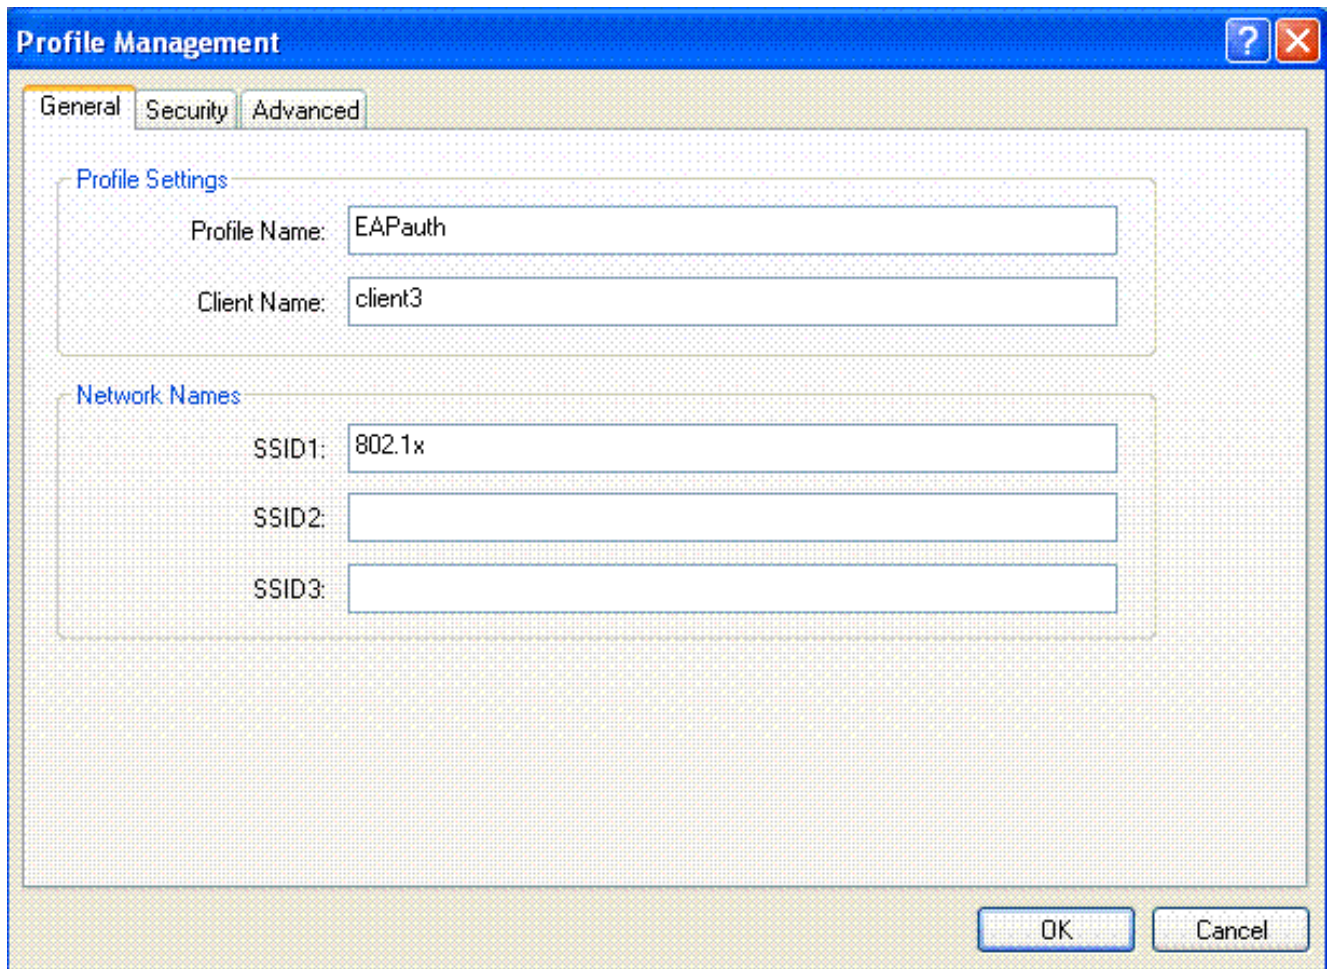 Profile Management
General Security Advanced
Profile Settings
Profile Name: EAPauth
Client Name: client3
Network Names
SSID1: 802.1x
SSID2:
SSID3:
OK Cancel